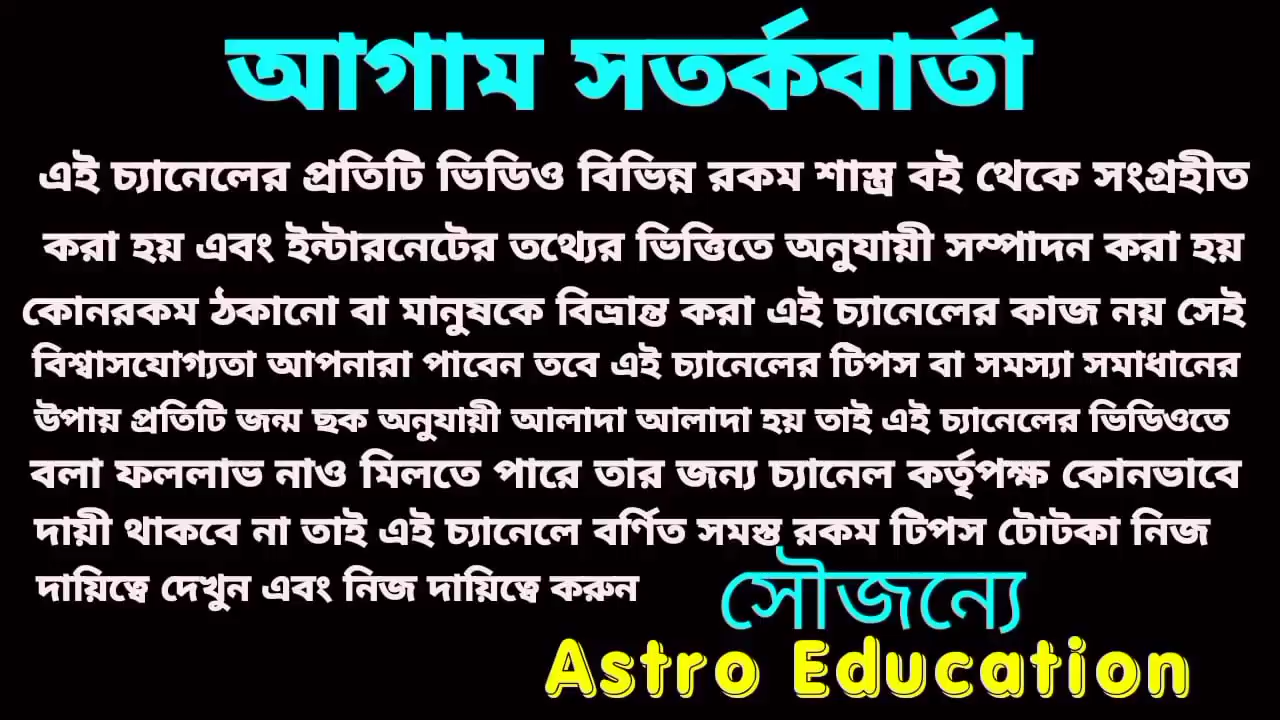 আগাম সতর্কবার্তা
এই চ্যানেলের প্রতিটি ভিডিও বিভিন্ন রকম শাস্ত্র বই থেকে সংগ্রহীত
করা হয় এবং ইন্টারনেটের তথ্যের ভিত্তিতে অনুযায়ী সম্পাদন করা হয়
কোনরকম ঠকানো বা মানুষকে বিভ্রান্ত করা এই চ্যানেলের কাজ নয় সেই
বিশ্বাসযোগ্যতা আপনারা পাবেন তবে এই চ্যানেলের টিপস বা সমস্যা সমাধানের
উপায় প্রতিটি জন্ম ছক অনুযায়ী আলাদা আলাদা হয় তাই এই চ্যানেলের ভিডিওতে
বলা ফললাভ নাও মিলতে পারে তার জন্য চ্যানেল কর্তৃপক্ষ কোনভাবে
দায়ী থাকবে না তাই এই চ্যানেলে বর্ণিত সমস্ত রকম টিপস টোটকা নিজ
দায়িত্বে দেখুন এবং নিজ দায়িত্বে করুন
সৌজন্যে
Astro Education